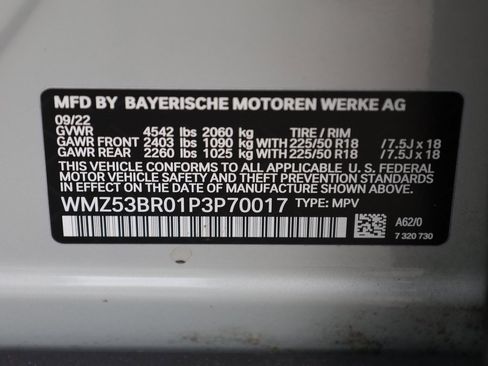 MFD BY BAYERISCHE MOTOREN WERKE AG
09/22
GVWR 4542 lbs 2060 kg TIRE / RIM
GAWR FRONT 2403 lbs 1090 kg WITH 225/50 R18 /7.5J x 18
GAWR REAR 2260 lbs 1025 kg WITH 225/50 R18 /7.5J x 18
THIS VEHICLE CONFORMS TO ALL APPLICABLE U. S. FEDERAL
MOTOR VEHICLE SAFETY, BUMPER, AND THEFT PREVENTION
STANDARDS IN EFFECT ON THE DATE OF MANUFACTURE SHOWN ABOVE.
WMZ53BR01P3P70017 TYPE: MPV
A62/0
7 320 730